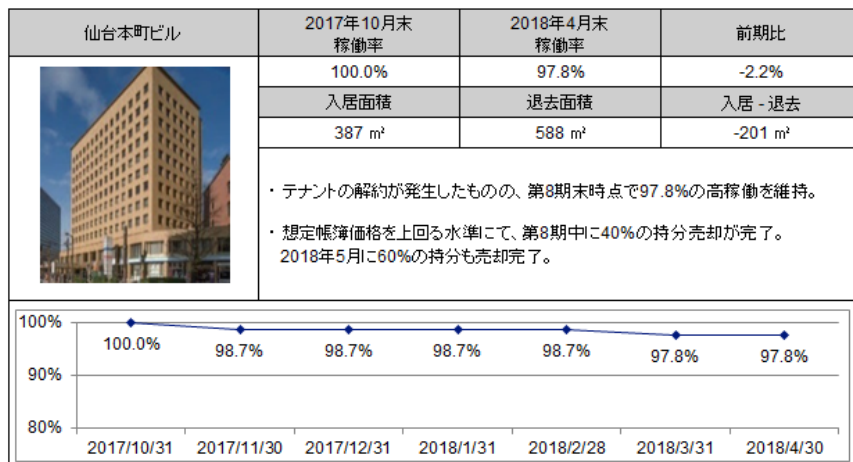 仙台本町ビル
2017年10月末
稼働率
2018年4月末
稼働率
前期比
100.0%
97.8%
-2.2%
入居面積
退去面積
入居 - 退去
387 ㎡
588 ㎡
-201 ㎡
・ テナントの解約が発生したものの、第8期末時点で97.8%の高稼働を維持。
・ 想定帳簿価格を上回る水準にて、第8期中に40%の持分売却が完了。
2018年5月に60%の持分も売却完了。
100%
90%
80%
100.0%
98.7%
98.7%
98.7%
98.7%
97.8%
97.8%
2017/10/31
2017/11/30
2017/12/31
2018/1/31
2018/2/28
2018/3/31
2018/4/30